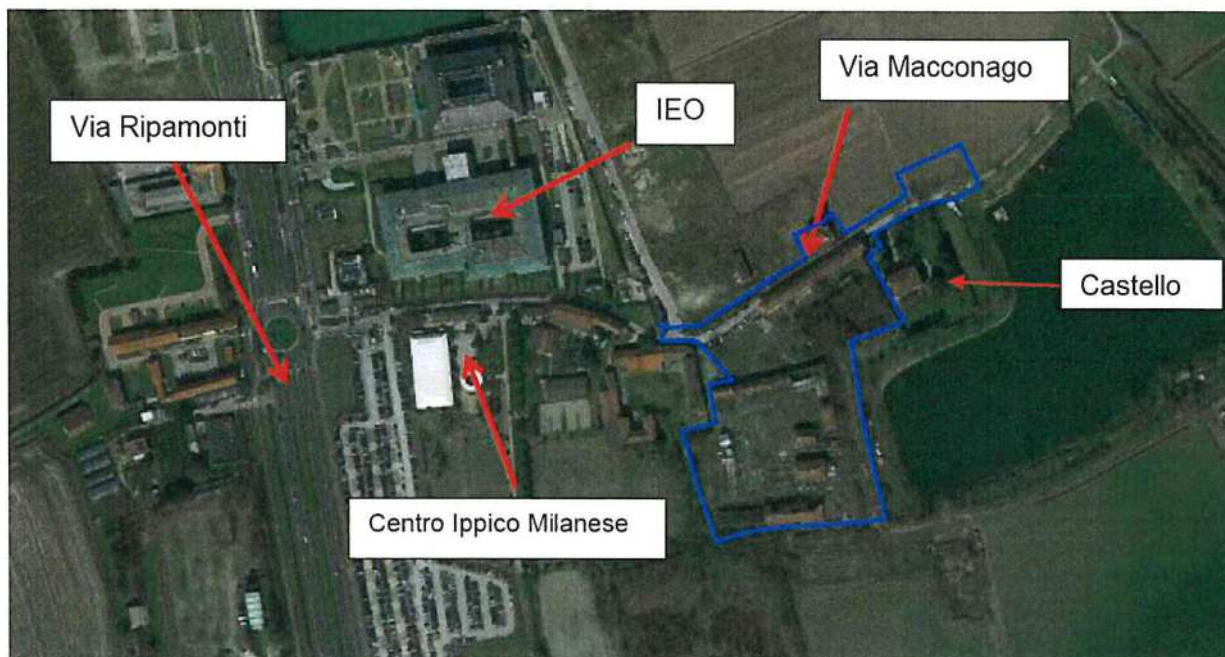 Via Macconago
IEO
Via Ripamonti
Castello
Centro Ippico Milanese